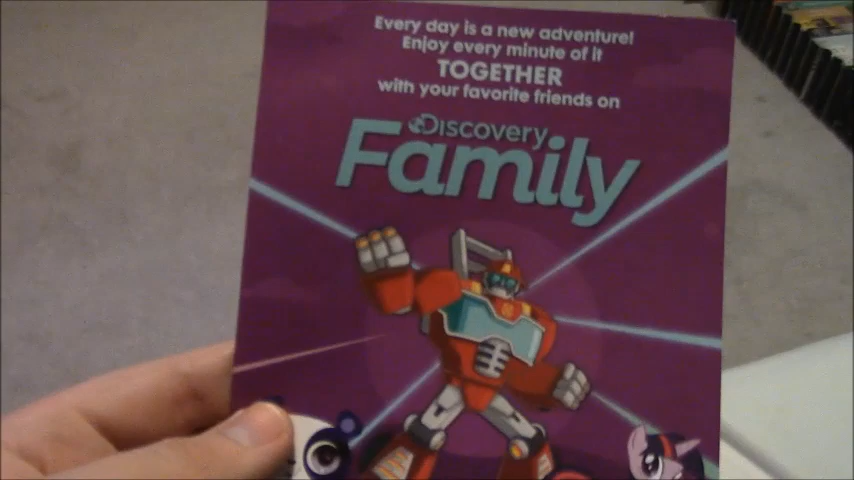 Every day is a new adventure!
Enjoy every minute of it
TOGETHER
with your favorite friends on
Discovery
Family